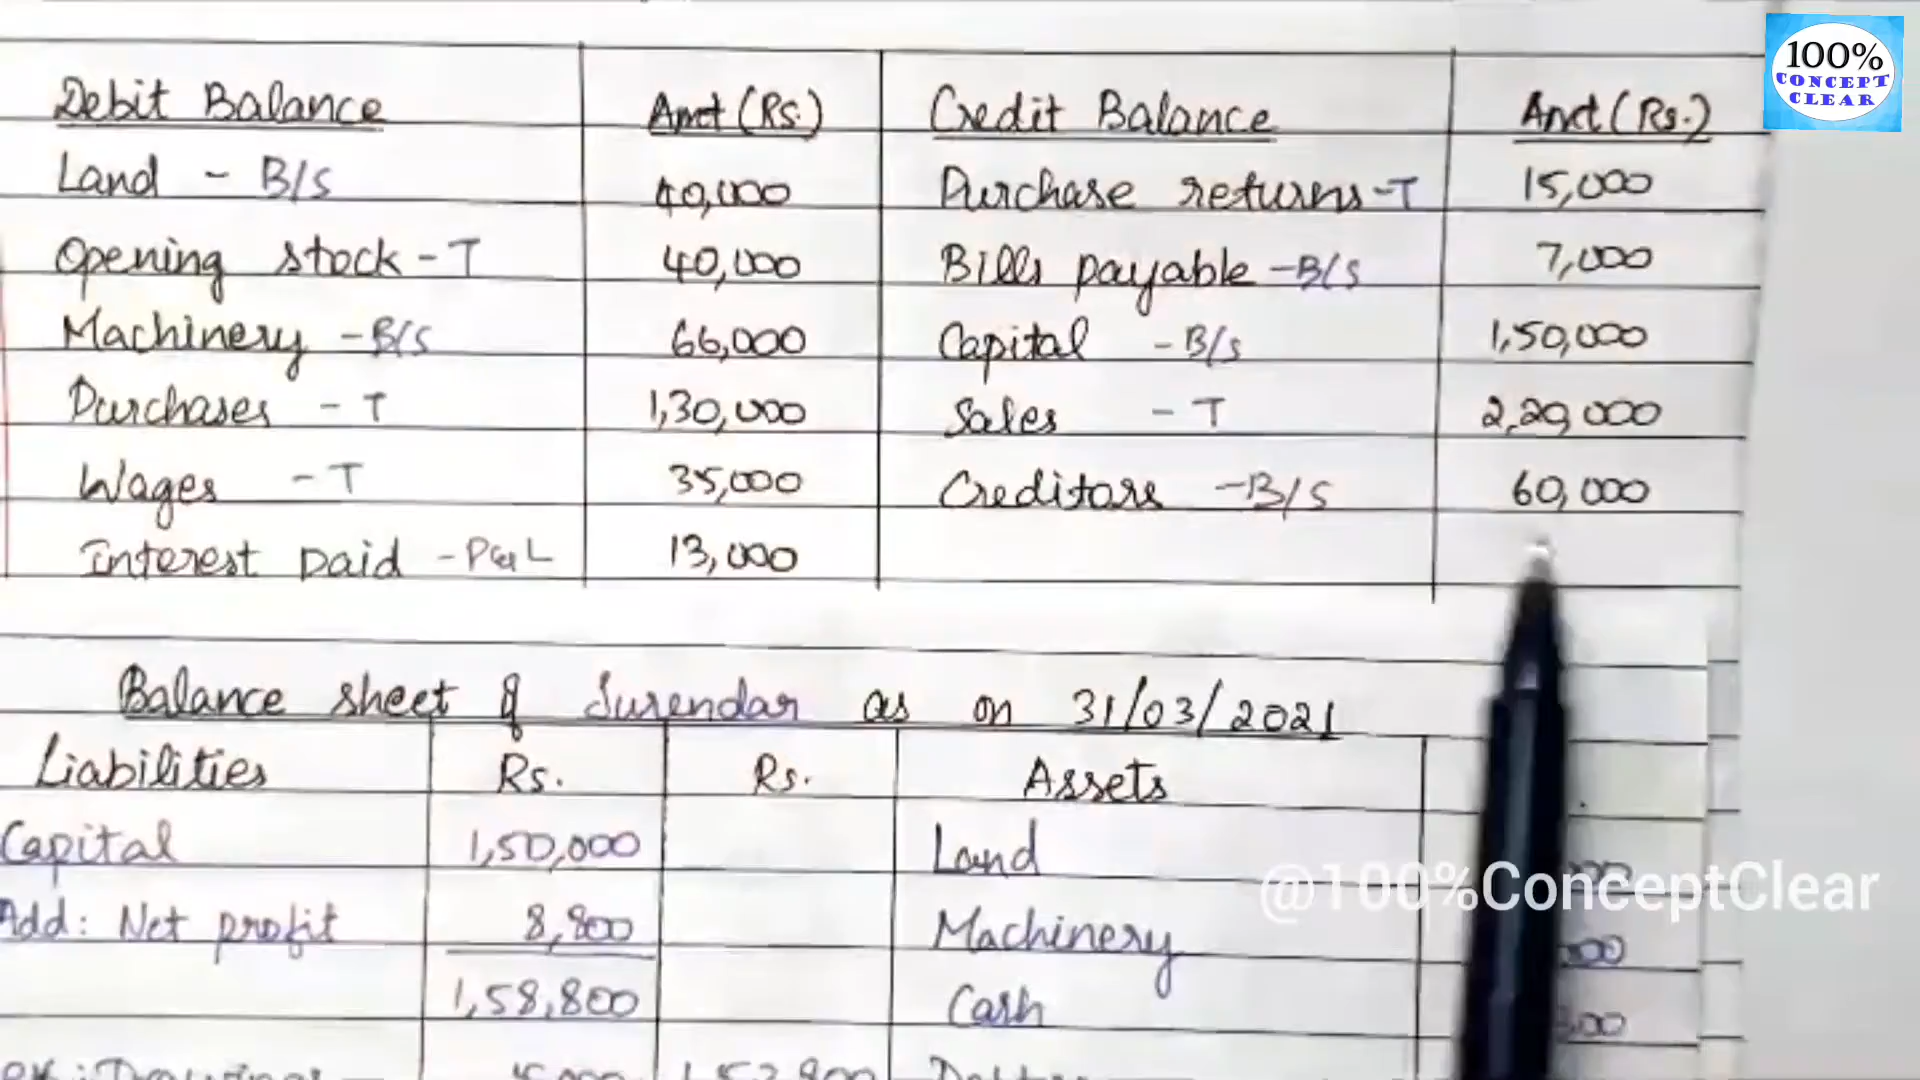 100%
CONCEPT
CLEAR
Debit Balance Amt (Rs.) Credit Balance Amt (Rs.)
Land - B/S 40,000 Purchase returns - T 15,000
Opening stock - T 40,000 Bills payable - B/S 7,000
Machinery - B/S 66,000 Capital - B/S 1,50,000
Purchases - T 1,30,000 Sales - T 2,29,000
Wages - T 35,000 Creditors - B/S 60,000
Interest paid - P&L 13,000
Balance sheet of Surendar as on 31/03/2021
Liabilities Rs. Rs. Assets
Capital 1,50,000 Land
@100%ConceptClear
Add: Net profit 8,800 Machinery
1,58,800 Cash